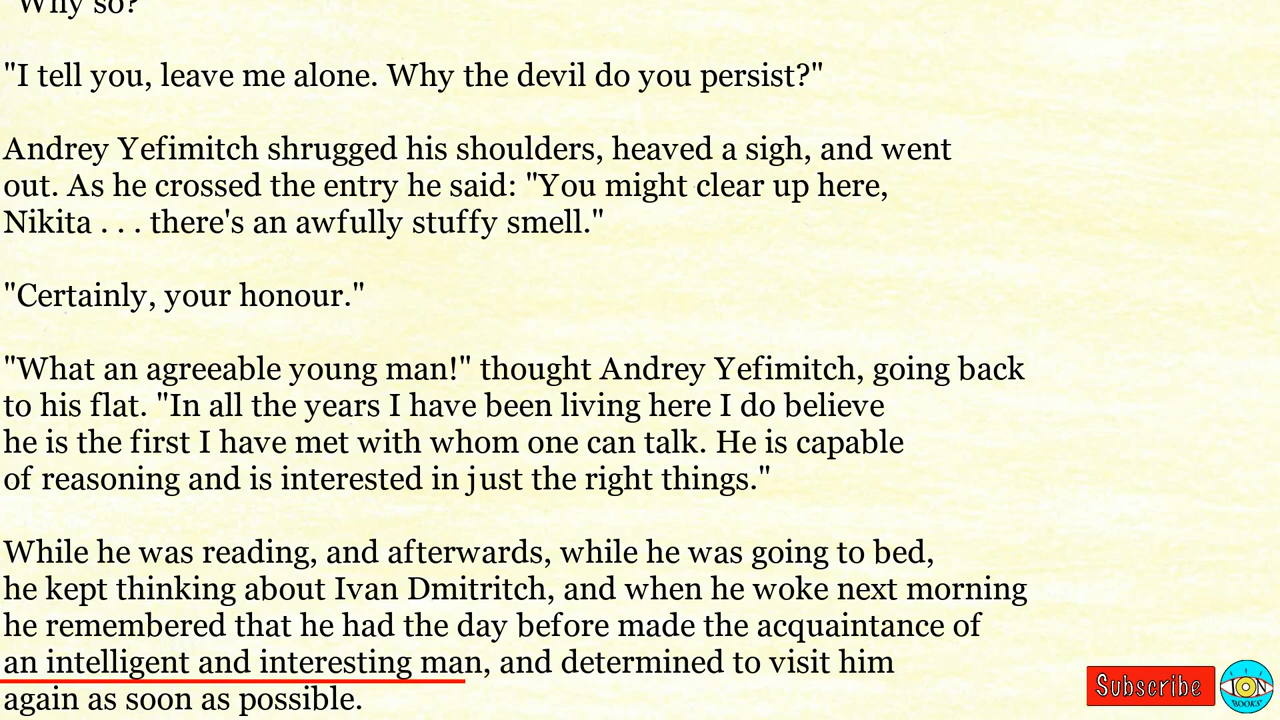 "Why so?"
"I tell you, leave me alone. Why the devil do you persist?"
Andrey Yefimitch shrugged his shoulders, heaved a sigh, and went
out. As he crossed the entry he said: "You might clear up here,
Nikita . . . there's an awfully stuffy smell."
"Certainly, your honour."
"What an agreeable young man!" thought Andrey Yefimitch, going back
to his flat. "In all the years I have been living here I do believe
he is the first I have met with whom one can talk. He is capable
of reasoning and is interested in just the right things."
While he was reading, and afterwards, while he was going to bed,
he kept thinking about Ivan Dmitritch, and when he woke next morning
he remembered that he had the day before made the acquaintance of
an intelligent and interesting man, and determined to visit him
again as soon as possible.
Subscribe
ION
BOOKS